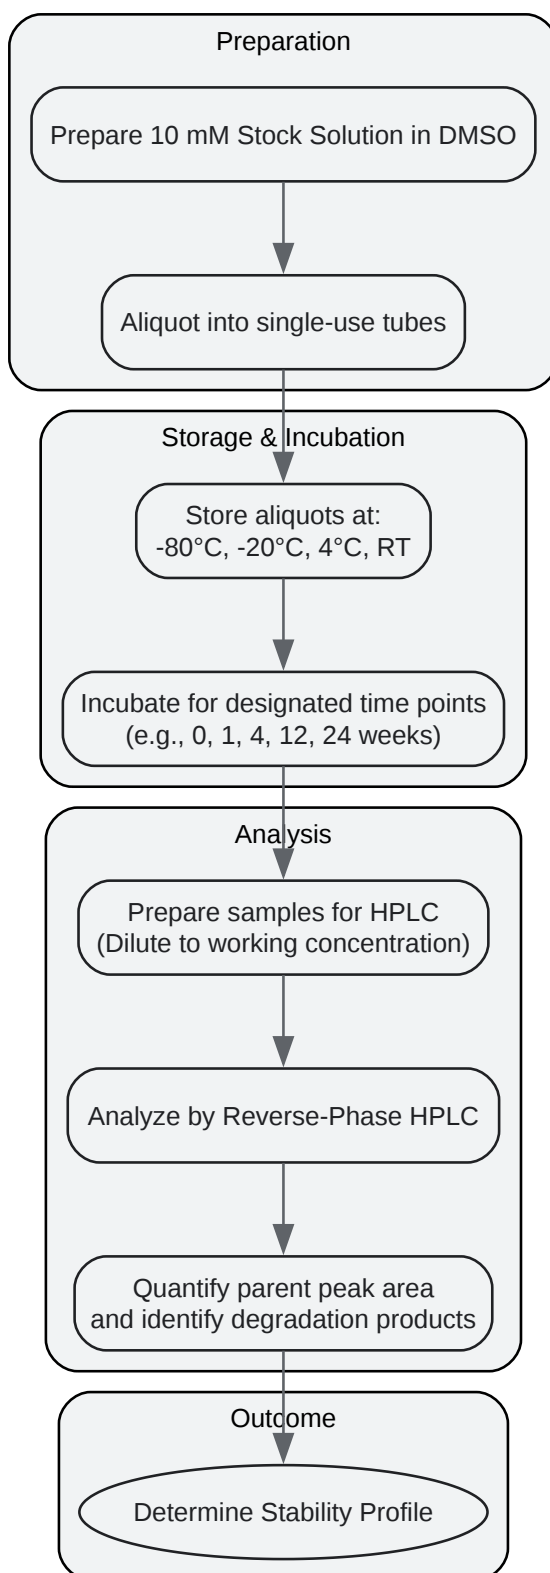 Preparation
Prepare 10 mM Stock Solution in DMSO
Aliquot into single-use tubes
Storage & Incubation
Store aliquots at:
-80°C, -20°C, 4°C, RT
Incubate for designated time points
(e.g., 0, 1, 4, 12, 24 weeks)
Analysis
Prepare samples for HPLC
(Dilute to working concentration)
Analyze by Reverse-Phase HPLC
Quantify parent peak area
and identify degradation products
Outcome
Determine Stability Profile